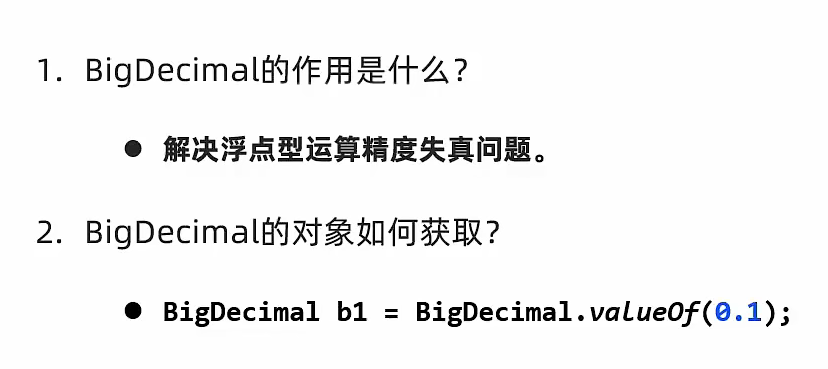 1. BigDecimal的作用是什么？
● 解决浮点型运算精度失真问题。
2. BigDecimal的对象如何获取？
● BigDecimal b1 = BigDecimal.valueOf(0.1);